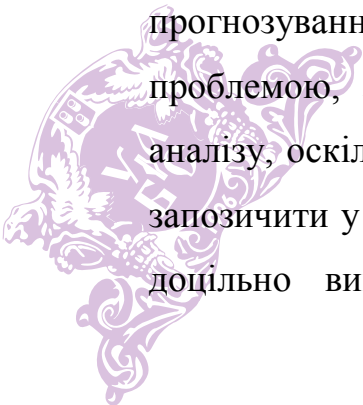 прогнозуванн
проблемою,
аналізу, оскіл
запозичити у
доцільно ви